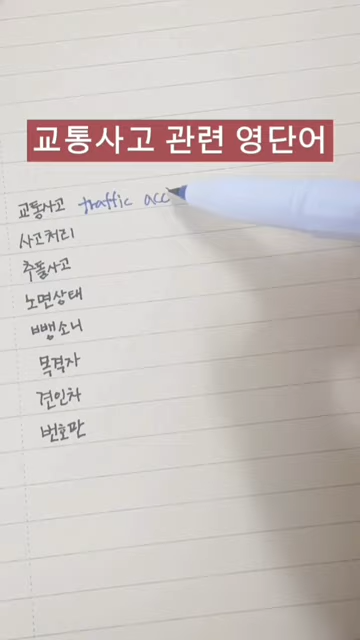 교통사고 관련 영단어
교통사고 traffic acc
사고처리
추돌사고
노면상태
뺑소니
목격자
견인차
번호판